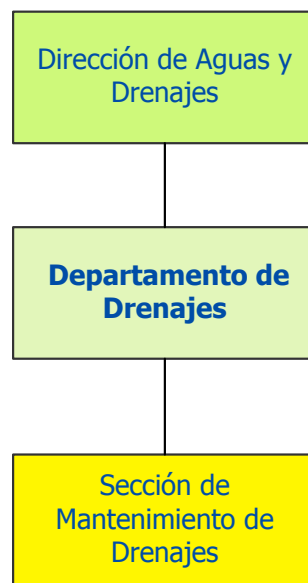 Dirección de Aguas y
Drenajes
Departamento de
Drenajes
Sección de
Mantenimiento de
Drenajes